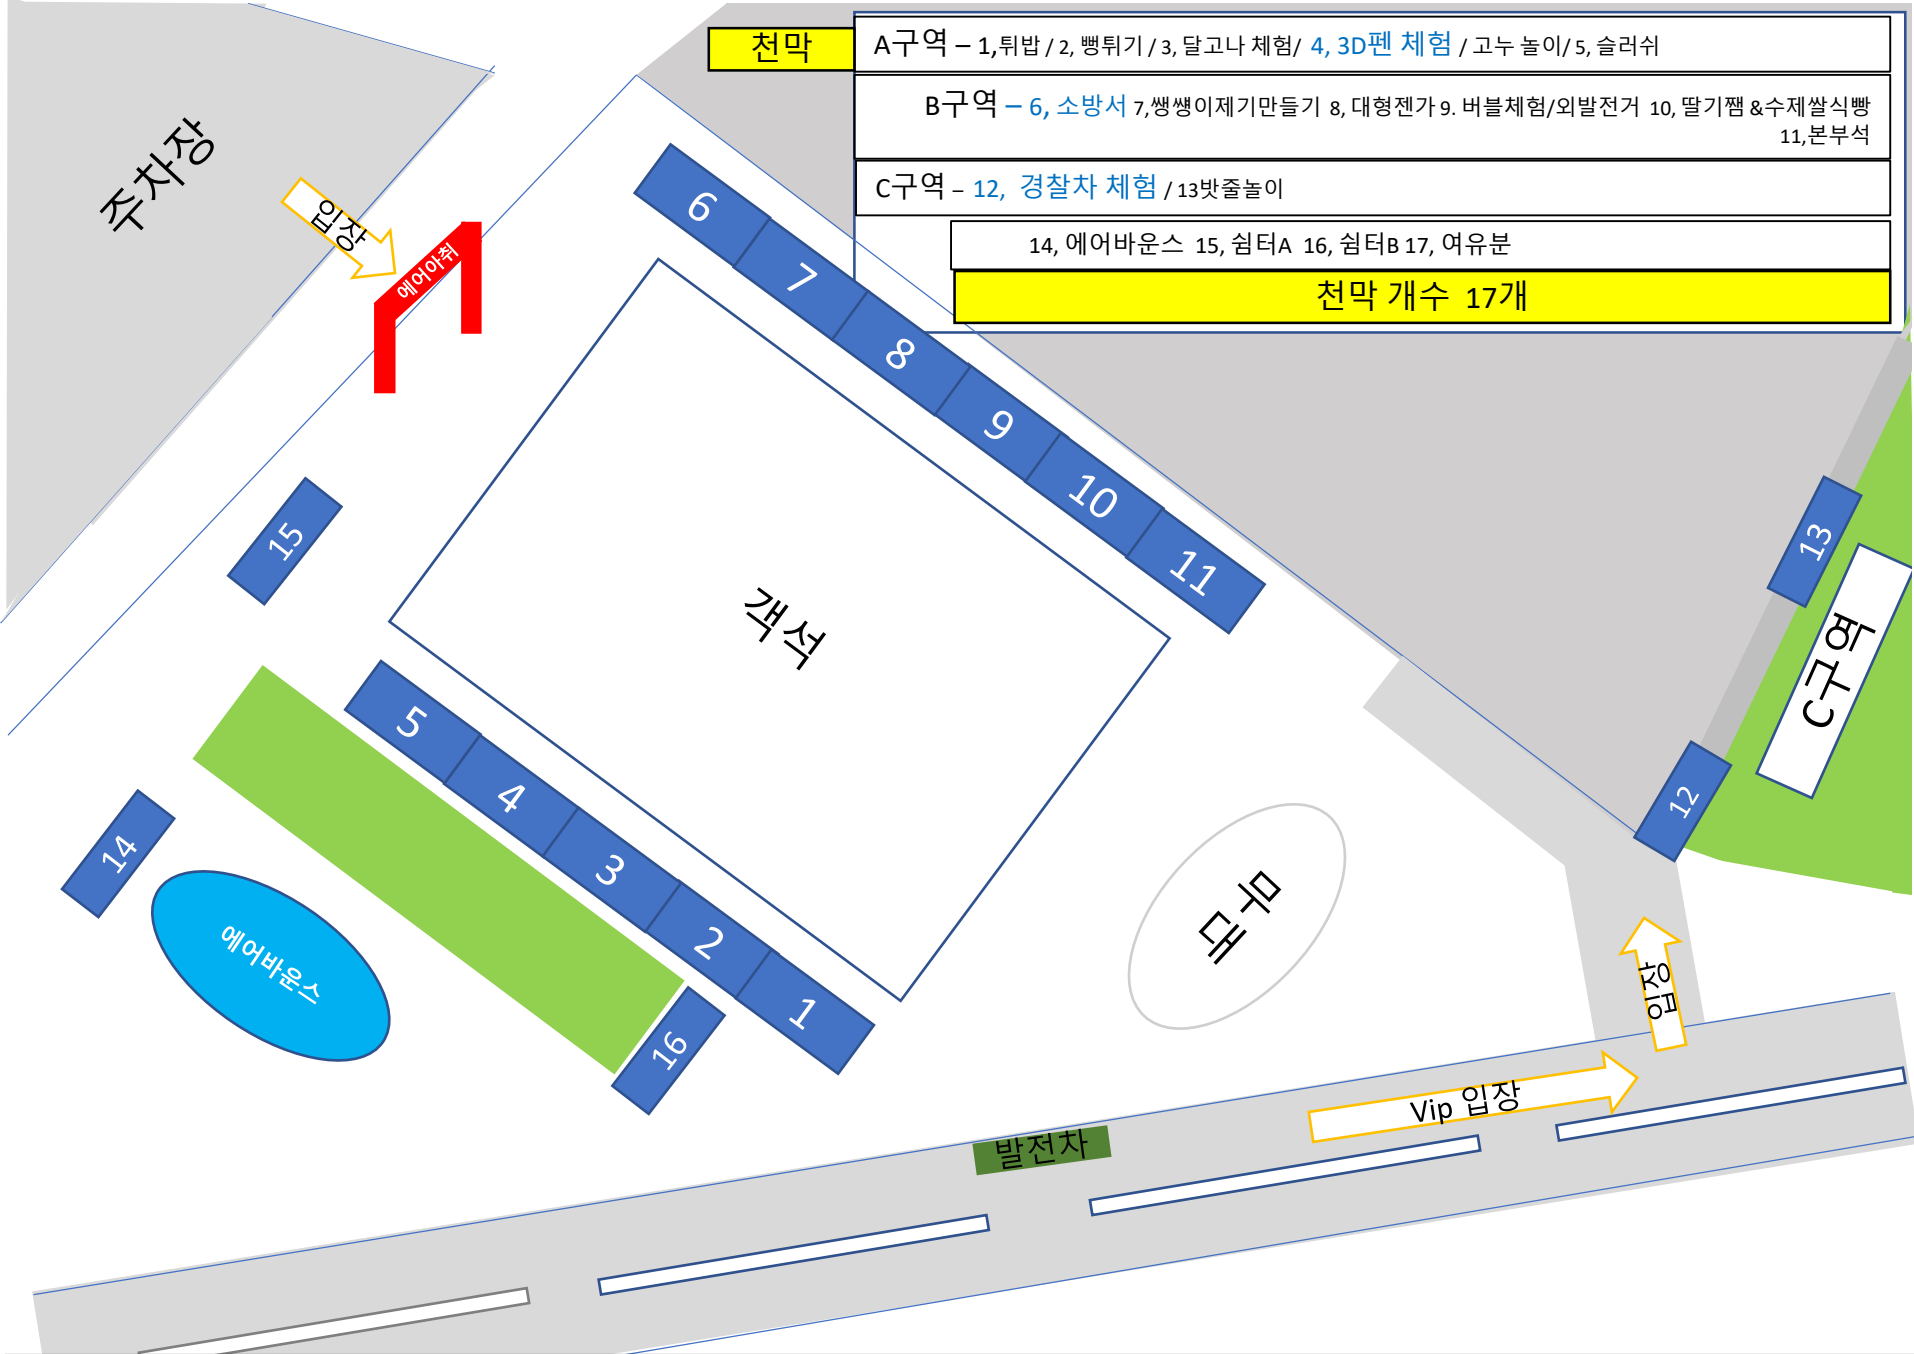 천막
A구역 – 1,튀밥 / 2, 뻥튀기 / 3, 달고나 체험/ 4, 3D펜 체험 / 고누 놀이/ 5, 슬러쉬
B구역 – 6, 소방서 7,쌩쌩이제기만들기 8, 대형젠가 9. 버블체험/외발전거 10, 딸기쨈 &수제쌀식빵
11,본부석
C구역 – 12, 경찰차 체험 / 13밧줄놀이
14, 에어바운스 15, 쉼터A 16, 쉼터B 17, 여유분
천막 개수 17개
주차장
입장
에어아취
6
7
8
9
10
11
15
객석
13
C구역
5
4
3
2
1
12
14
에어바운스
무대
16
입장
Vip 입장
발전차